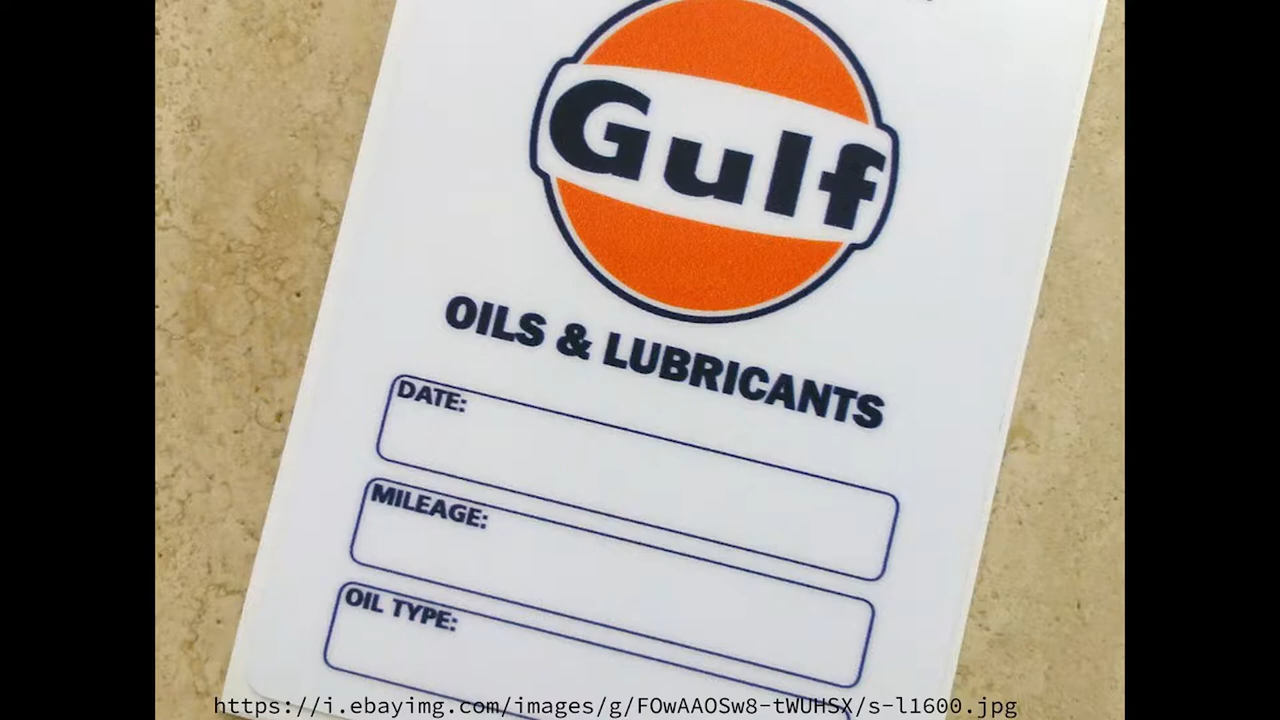 Gulf
OILS & LUBRICANTS
DATE:
MILEAGE:
OIL TYPE:
https://i.ebayimg.com/images/g/FOwAAOSw8-tWUHSX/s-l1600.jpg